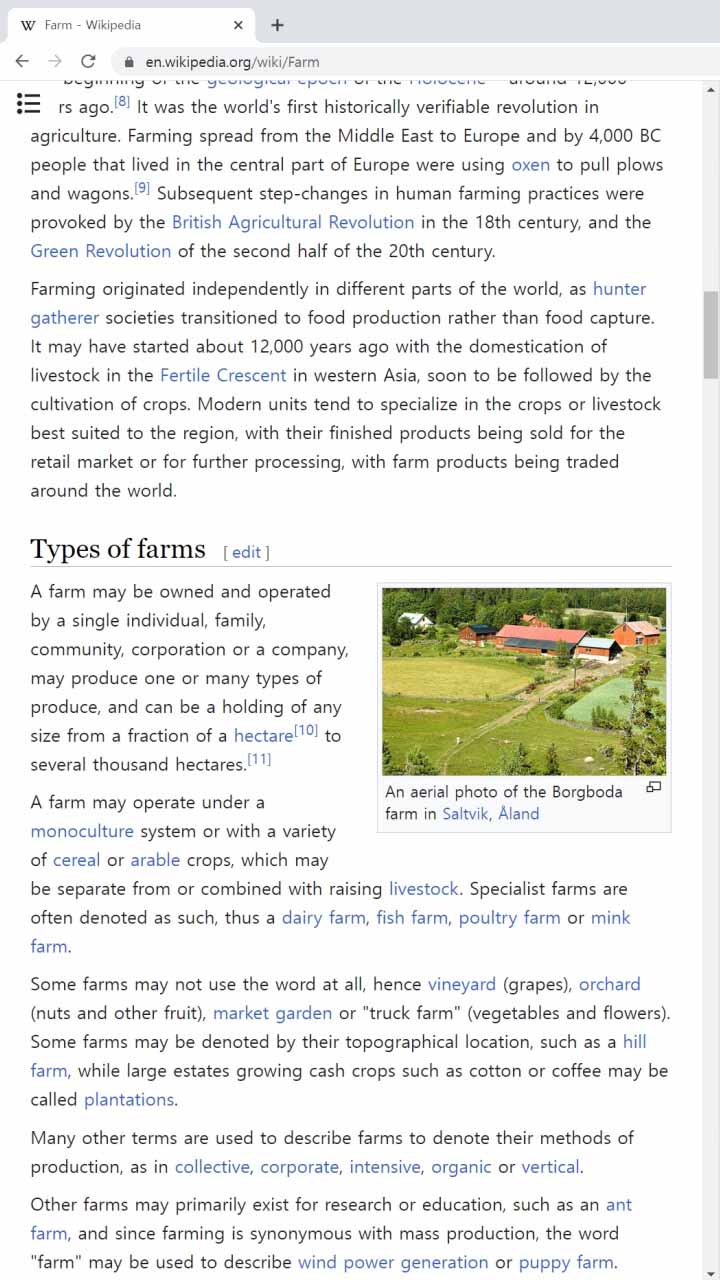 Farm - Wikipedia
en.wikipedia.org/wiki/Farm
beginning of the geological epoch of the Holocene around 12,000
rs ago.[8] It was the world's first historically verifiable revolution in
agriculture. Farming spread from the Middle East to Europe and by 4,000 BC
people that lived in the central part of Europe were using oxen to pull plows
and wagons.[9] Subsequent step-changes in human farming practices were
provoked by the British Agricultural Revolution in the 18th century, and the
Green Revolution of the second half of the 20th century.
Farming originated independently in different parts of the world, as hunter
gatherer societies transitioned to food production rather than food capture.
It may have started about 12,000 years ago with the domestication of
livestock in the Fertile Crescent in western Asia, soon to be followed by the
cultivation of crops. Modern units tend to specialize in the crops or livestock
best suited to the region, with their finished products being sold for the
retail market or for further processing, with farm products being traded
around the world.
Types of farms [ edit ]
A farm may be owned and operated
by a single individual, family,
community, corporation or a company,
may produce one or many types of
produce, and can be a holding of any
size from a fraction of a hectare[10] to
several thousand hectares.[11]
An aerial photo of the Borgboda
farm in Saltvik, Åland
A farm may operate under a
monoculture system or with a variety
of cereal or arable crops, which may
be separate from or combined with raising livestock. Specialist farms are
often denoted as such, thus a dairy farm, fish farm, poultry farm or mink
farm.
Some farms may not use the word at all, hence vineyard (grapes), orchard
(nuts and other fruit), market garden or "truck farm" (vegetables and flowers).
Some farms may be denoted by their topographical location, such as a hill
farm, while large estates growing cash crops such as cotton or coffee may be
called plantations.
Many other terms are used to describe farms to denote their methods of
production, as in collective, corporate, intensive, organic or vertical.
Other farms may primarily exist for research or education, such as an ant
farm, and since farming is synonymous with mass production, the word
"farm" may be used to describe wind power generation or puppy farm.